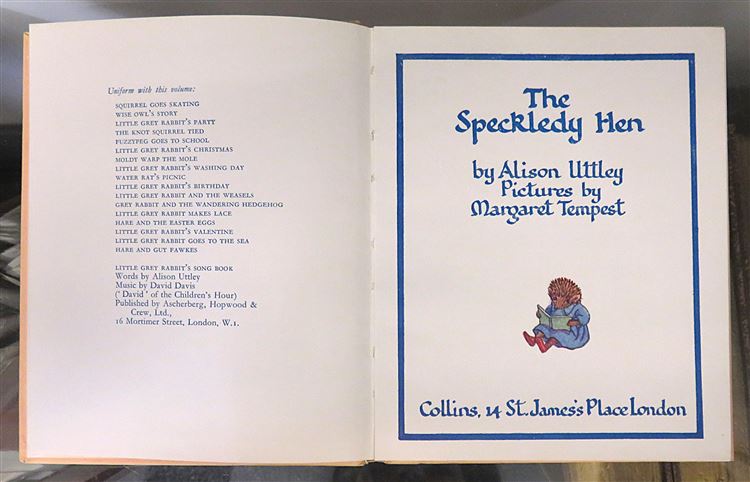 Uniform with this volume:
SQUIRREL GOES SKATING
WISE OWL'S STORY
LITTLE GREY RABBIT'S PARTY
THE KNOT SQUIRREL TIED
FUZZYPEG GOES TO SCHOOL
LITTLE GREY RABBIT'S CHRISTMAS
MOLDY WARP THE MOLE
LITTLE GREY RABBIT'S WASHING DAY
WATER RAT'S PICNIC
LITTLE GREY RABBIT'S BIRTHDAY
LITTLE GREY RABBIT AND THE WEASELS
GREY RABBIT AND THE WANDERING HEDGEHOG
LITTLE GREY RABBIT MAKES LACE
HARE AND THE EASTER EGGS
LITTLE GREY RABBIT'S VALENTINE
LITTLE GREY RABBIT GOES TO THE SEA
HARE AND GUY FAWKES
LITTLE GREY RABBIT'S SONG BOOK
Words by Alison Uttley
Music by David Davis
('David' of the Children's Hour)
Published by Ascherberg, Hopwood &
Crew, Ltd.,
16 Mortimer Street, London, W.1.
The
Speckledy Hen
by Alison Uttley
Pictures by
Margaret Tempest
Collins, 14 St. James's Place London